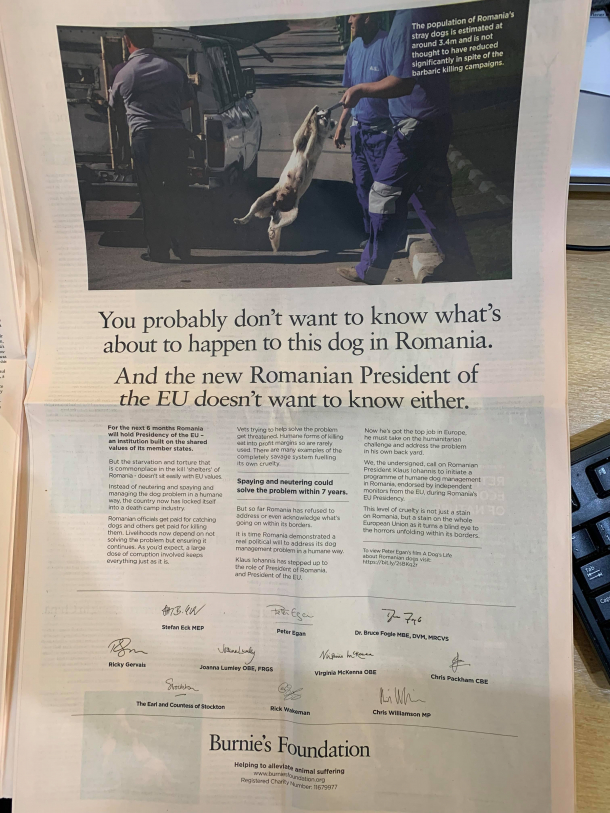 The population of Romania's
stray dogs is estimated at
around 3.4m and is not
thought to have reduced
significantly in spite of the
barbaric killing campaigns.
You probably don't want to know what's
about to happen to this dog in Romania.
And the new Romanian President of
the EU doesn't want to know either.
For the next 6 months Romania
will hold Presidency of the EU –
an institution built on the shared
values of its member states.
But the starvation and torture that
is commonplace in the kill 'shelters' of
Romania - doesn't sit easily with EU values.
Instead of neutering and spaying and
managing the dog problem in a humane
way, the country now has locked itself
into a death camp industry.
Romanian officials get paid for catching
dogs and others get paid for killing
them. Livelihoods now depend on not
solving the problem but ensuring it
continues. As you'd expect, a large
dose of corruption involved keeps
everything just as it is.
Vets trying to help solve the problem
get threatened. Humane forms of killing
eat into profit margins so are rarely
used. There are many examples of the
completely savage system fuelling
its own cruelty.
Spaying and neutering could
solve the problem within 7 years.
But so far Romania has refused to
address or even acknowledge what's
going on within its borders.
It is time Romania demonstrated a
real political will to address its dog
management problem in a humane way.
Klaus Iohannis has stepped up to
the role of President of Romania,
and President of the EU.
Now he's got the top job in Europe,
he must take on the humanitarian
challenge and address the problem
in his own back yard.
We, the undersigned, call on Romanian
President Klaus Iohannis to initiate a
programme of humane dog management
in Romania, endorsed by independent
monitors from the EU, during Romania's
EU Presidency.
This level of cruelty is not just a stain
on Romania, but a stain on the whole
European Union as it turns a blind eye to
the horrors unfolding within its borders.
To view Peter Egan's film A Dog's Life
about Romanian dogs visit:
Stefan Eck MEP
Peter Egan
Dr. Bruce Fogle MBE, DVM, MRCVS
Ricky Gervais
Joanna Lumley OBE, FRGS
Virginia McKenna OBE
Chris Packham CBE
The Earl and Countess of Stockton
Rick Wakeman
Chris Williamson MP
Burnie's Foundation
Helping to alleviate animal suffering
www.burniesfoundation.org
Registered Charity Number: 1167997